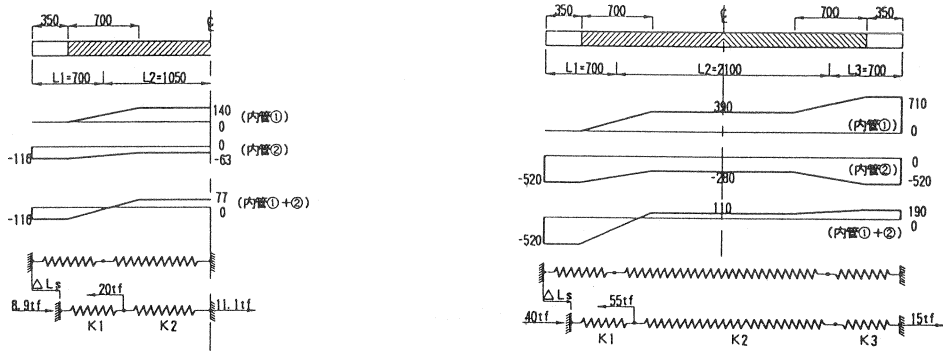 350 700 ℄
L1=700 L2=1050
140
(内管①)
0
0
(内管②)
-116 -63
77
(内管①+②)
0
-116
△Ls
8.9tf 20tf 11.1tf
K1 K2
350 700 ℄ 700 350
L1=700 L2=2100 L3=700
390 710
(内管①) 0
0
(内管②)
-520 -280 -520
110 190
0
-520 (内管①+②)
△Ls
40tf 55tf 15tf
K1 K2 K3